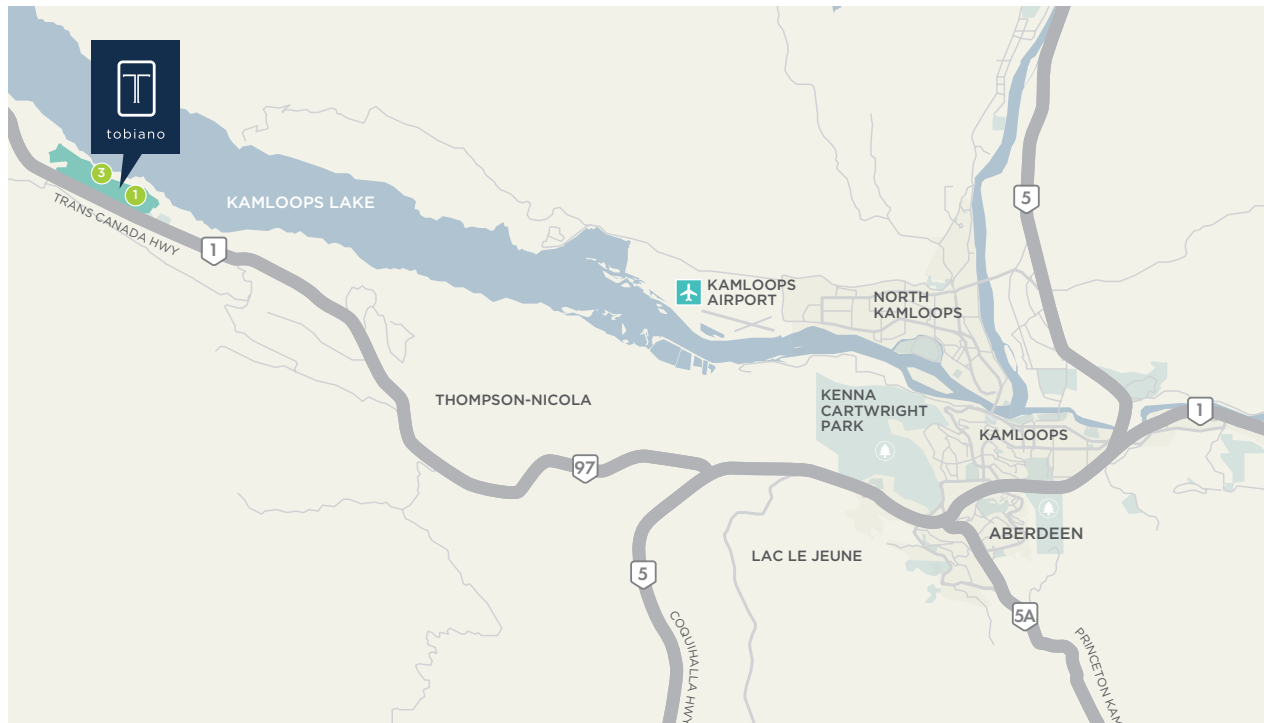 T
tobiano
3
1
TRANS CANADA HWY
1
KAMLOOPS LAKE
5
KAMLOOPS
AIRPORT
NORTH
KAMLOOPS
THOMPSON-NICOLA
KENNA
CARTWRIGHT
PARK
KAMLOOPS
1
97
ABERDEEN
LAC LE JEUNE
5
5A
COQUIHALLA HWY
PRINCETON KAM